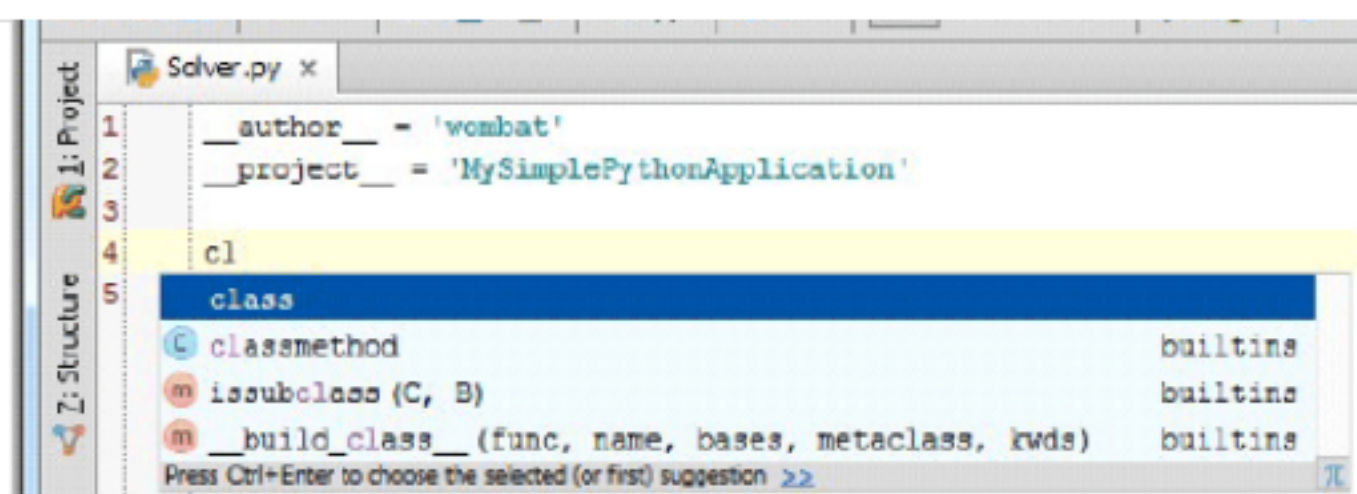 Solver.py ×
1: Project
7: Structure
1 __author__ = 'wombat'
2 __project__ = 'MySimplePythonApplication'
3
4 cl
5
class
C classmethod builtins
m issubclass(C, B) builtins
m __build_class__(func, name, bases, metaclass, kwds) builtins
Press Ctrl+Enter to choose the selected (or first) suggestion >> π